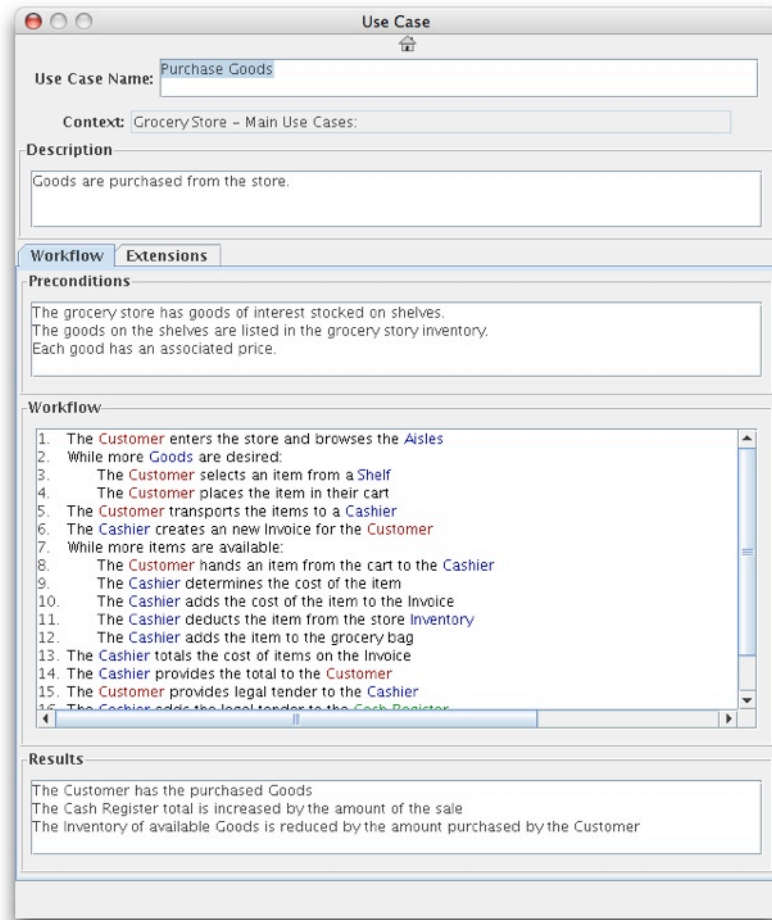 Use Case
Use Case Name: Purchase Goods
Context: Grocery Store – Main Use Cases:
Description
Goods are purchased from the store.
Workflow Extensions
Preconditions
The grocery store has goods of interest stocked on shelves.
The goods on the shelves are listed in the grocery story inventory.
Each good has an associated price.
Workflow
1. The Customer enters the store and browses the Aisles
2. While more Goods are desired:
3. The Customer selects an item from a Shelf
4. The Customer places the item in their cart
5. The Customer transports the items to a Cashier
6. The Cashier creates an new Invoice for the Customer
7. While more items are available:
8. The Customer hands an item from the cart to the Cashier
9. The Cashier determines the cost of the item
10. The Cashier adds the cost of the item to the Invoice
11. The Cashier deducts the item from the store Inventory
12. The Cashier adds the item to the grocery bag
13. The Cashier totals the cost of items on the Invoice
14. The Cashier provides the total to the Customer
15. The Customer provides legal tender to the Cashier
16. The Cashier adds the legal tender to the Cash Register
Results
The Customer has the purchased Goods
The Cash Register total is increased by the amount of the sale
The Inventory of available Goods is reduced by the amount purchased by the Customer